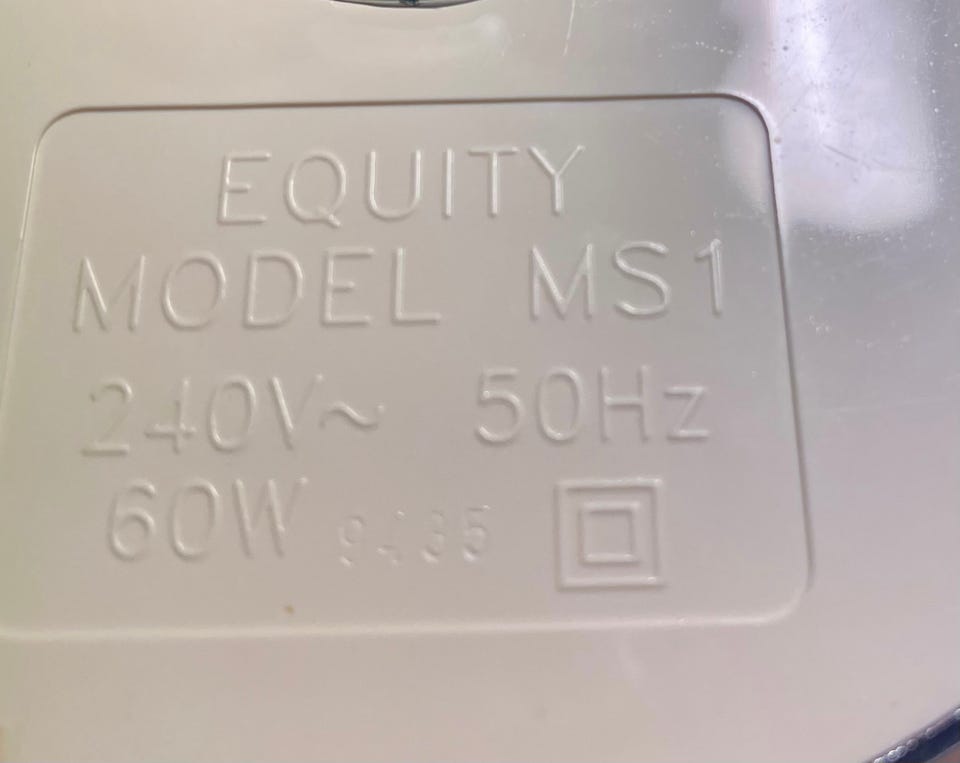 EQUITY
MODEL MS1
240V~ 50Hz
60W 9435